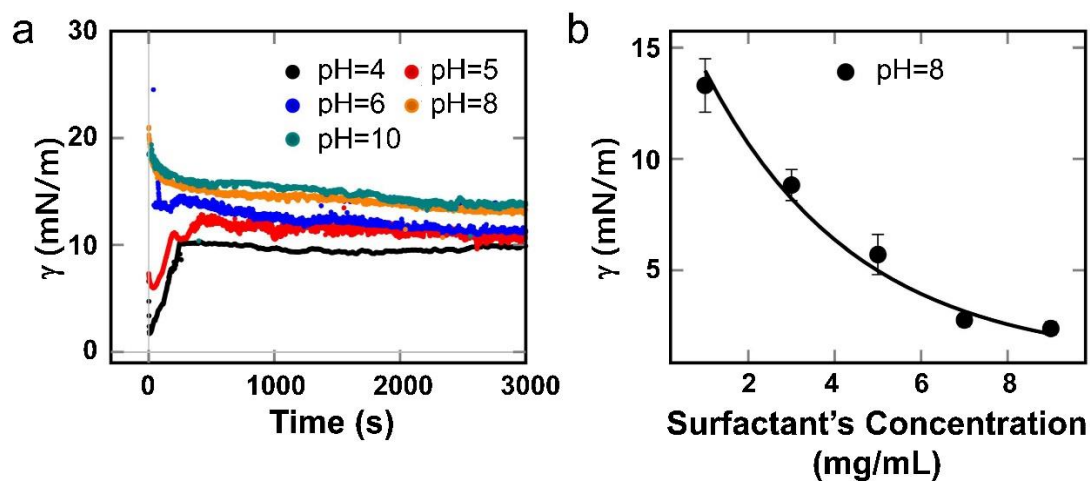 a
30
20
10
0
γ (mN/m)
pH=4 pH=5
pH=6 pH=8
pH=10
0 1000 2000 3000
Time (s)
b
15
10
5
γ (mN/m)
pH=8
2 4 6 8
Surfactant’s Concentration
(mg/mL)